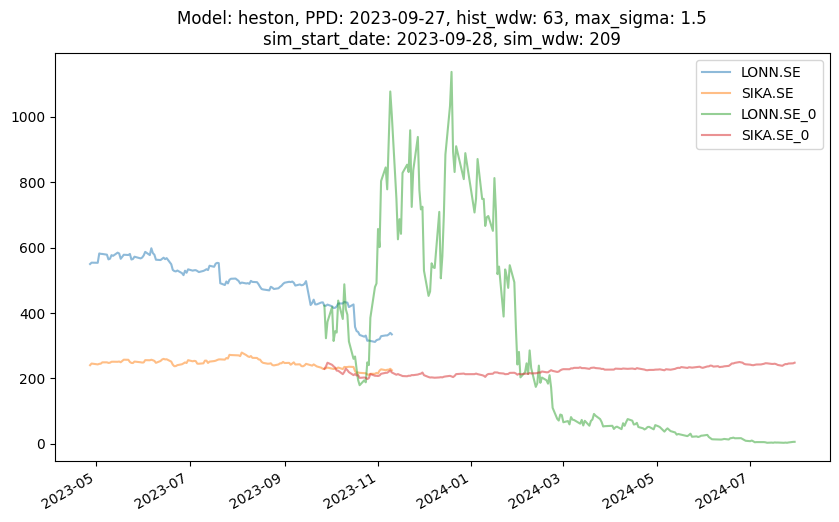 Model: heston, PPD: 2023-09-27, hist_wdw: 63, max_sigma: 1.5
sim_start_date: 2023-09-28, sim_wdw: 209
LONN.SE
SIKA.SE
LONN.SE_0
SIKA.SE_0
1000
800
600
400
200
0
2023-05
2023-07
2023-09
2023-11
2024-01
2024-03
2024-05
2024-07